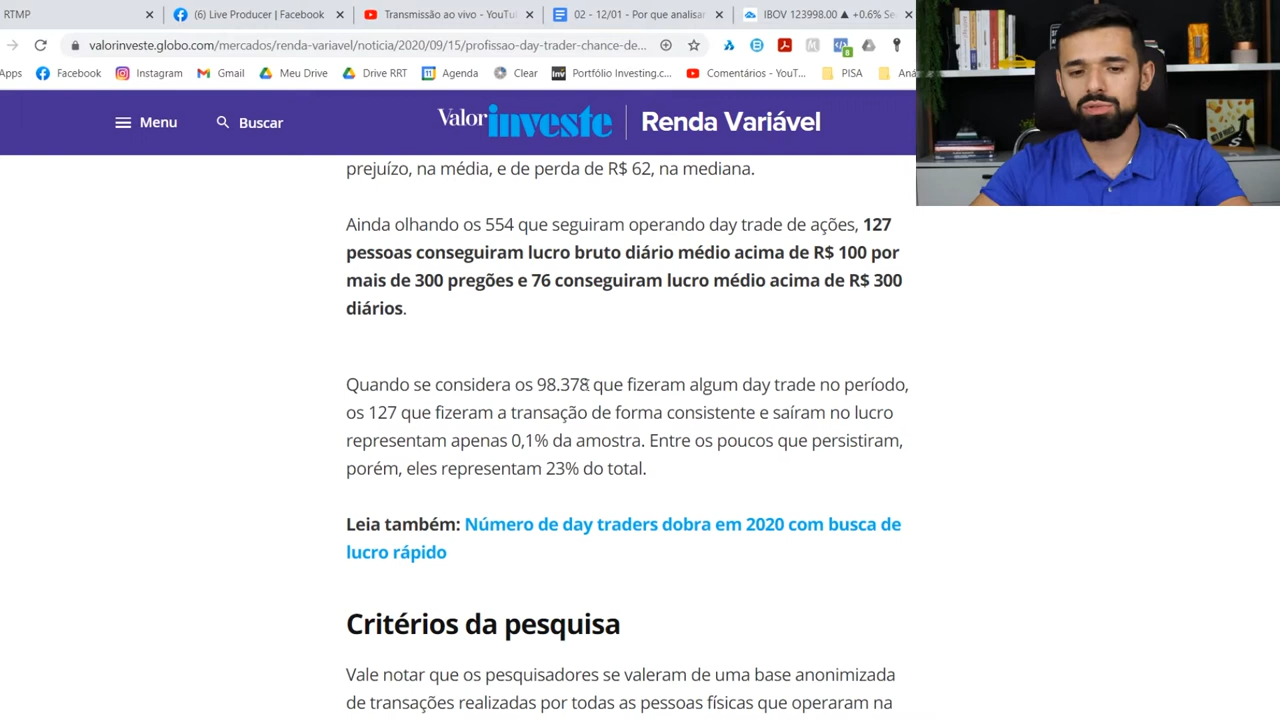 RTMP
(6) Live Producer | Facebook
Transmissão ao vivo - YouTu
02 - 12/01 - Por que analisar
IBOV 123998.00 ▲ +0.6% Se
valorinveste.globo.com/mercados/renda-variavel/noticia/2020/09/15/profissao-day-trader-chance-de...
Apps
Facebook
Instagram
Gmail
Meu Drive
Drive RRT
Agenda
Clear
Portfólio Investing.c...
Comentários - YouT...
PISA
Aná
Menu
Buscar
Valor investe
Renda Variável
prejuízo, na média, e de perda de R$ 62, na mediana.
Ainda olhando os 554 que seguiram operando day trade de ações, 127
pessoas conseguiram lucro bruto diário médio acima de R$ 100 por
mais de 300 pregões e 76 conseguiram lucro médio acima de R$ 300
diários.
Quando se considera os 98.378 que fizeram algum day trade no período,
os 127 que fizeram a transação de forma consistente e saíram no lucro
representam apenas 0,1% da amostra. Entre os poucos que persistiram,
porém, eles representam 23% do total.
Leia também: Número de day traders dobra em 2020 com busca de
lucro rápido
Critérios da pesquisa
Vale notar que os pesquisadores se valeram de uma base anonimizada
de transações realizadas por todas as pessoas físicas que operaram na